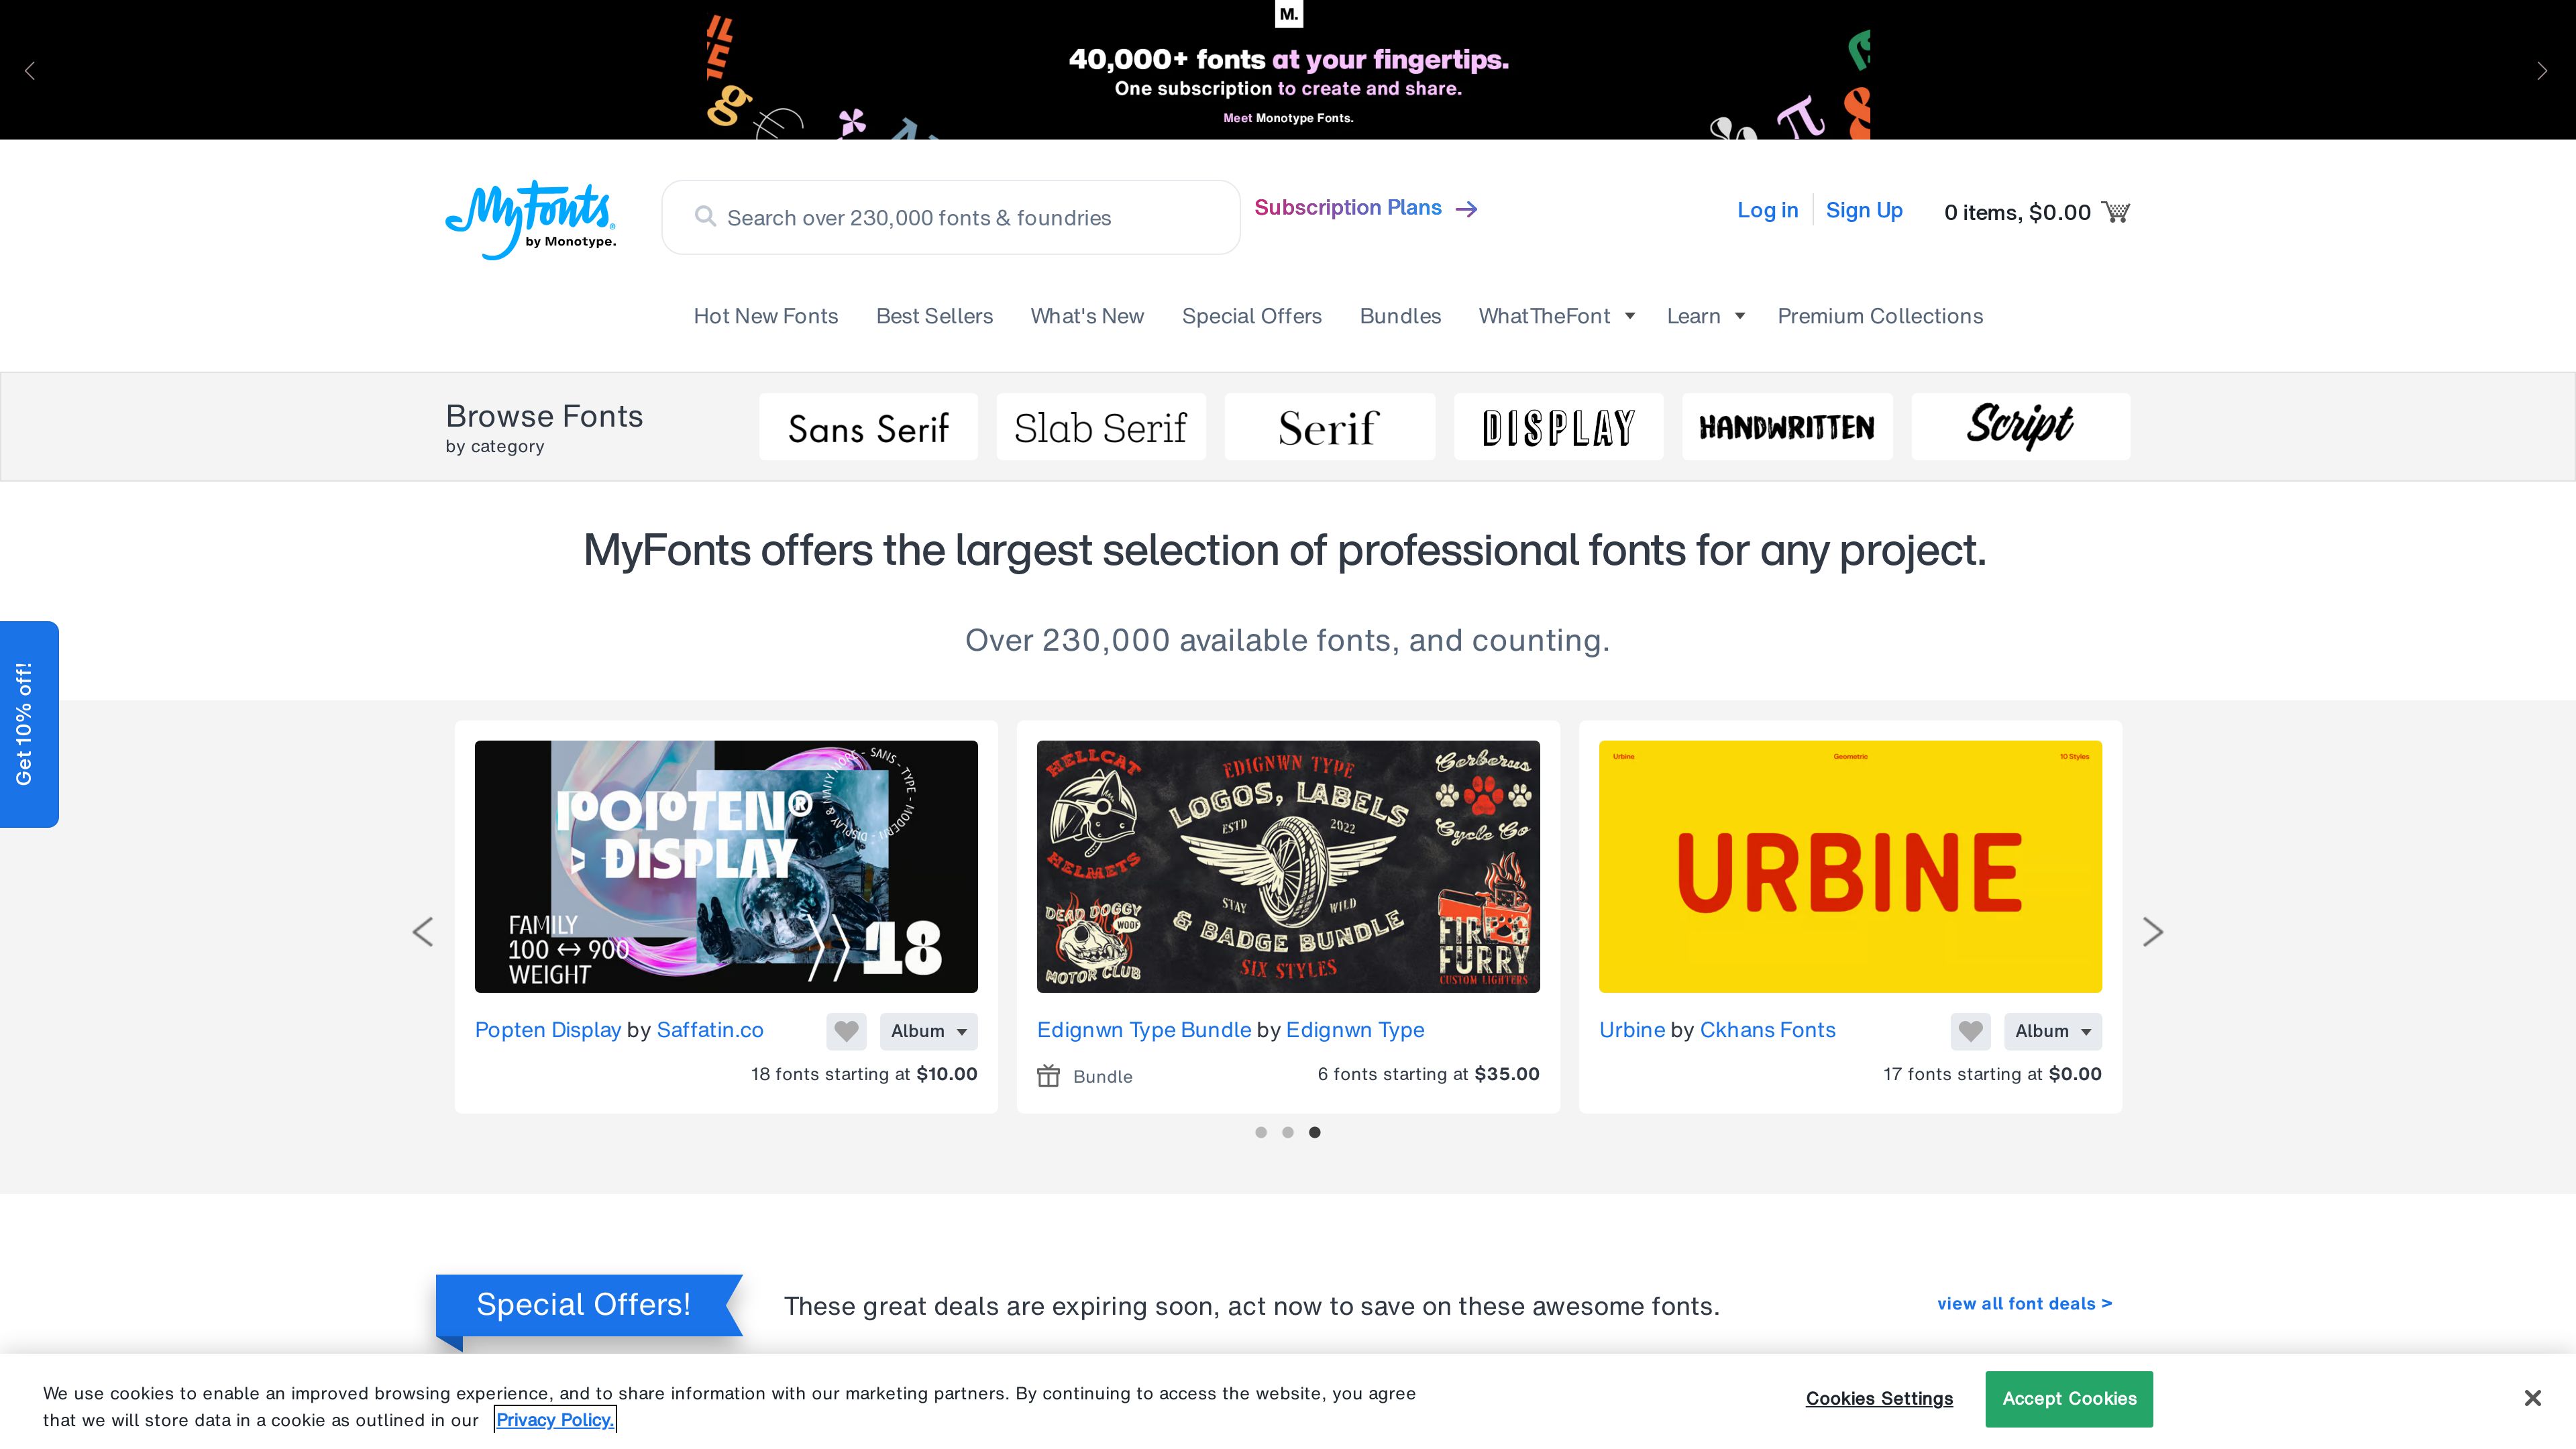 M.
40,000+ fonts at your fingertips.
One subscription to create and share.
Meet Monotype Fonts.
MyFonts®
by Monotype.
Search over 230,000 fonts & foundries
Subscription Plans
Log in
Sign Up
0 items, $0.00
Hot New Fonts
Best Sellers
What's New
Special Offers
Bundles
WhatTheFont
Learn
Premium Collections
Browse Fonts
by category
Sans Serif
Slab Serif
Serif
DISPLAY
HANDWRITTEN
Script
MyFonts offers the largest selection of professional fonts for any project.
Over 230,000 available fonts, and counting.
Get 10% off!
POPTEN®
> DISPLAY
SANS - TYPE - MODERN - DISPLAY & MANY MORE -
FAMILY
100 ↔ 900
WEIGHT
18
Popten Display by Saffatin.co
Album
18 fonts starting at $10.00
HELLCAT
HELMETS
DEAD DOGGY
WOOF
MOTOR CLUB
EDIGNWN TYPE
LOGOS, LABELS
ESTD 2022
STAY WILD
& BADGE BUNDLE
SIX STYLES
Cerberus
Cycle Co
FURRY
CUSTOM LIGHTERS
Edignwn Type Bundle by Edignwn Type
Bundle
6 fonts starting at $35.00
Urbine
Geometric
10 Styles
URBINE
Urbine by Ckhans Fonts
Album
17 fonts starting at $0.00
Special Offers!
These great deals are expiring soon, act now to save on these awesome fonts.
view all font deals >
We use cookies to enable an improved browsing experience, and to share information with our marketing partners. By continuing to access the website, you agree
that we will store data in a cookie as outlined in our Privacy Policy.
Cookies Settings
Accept Cookies